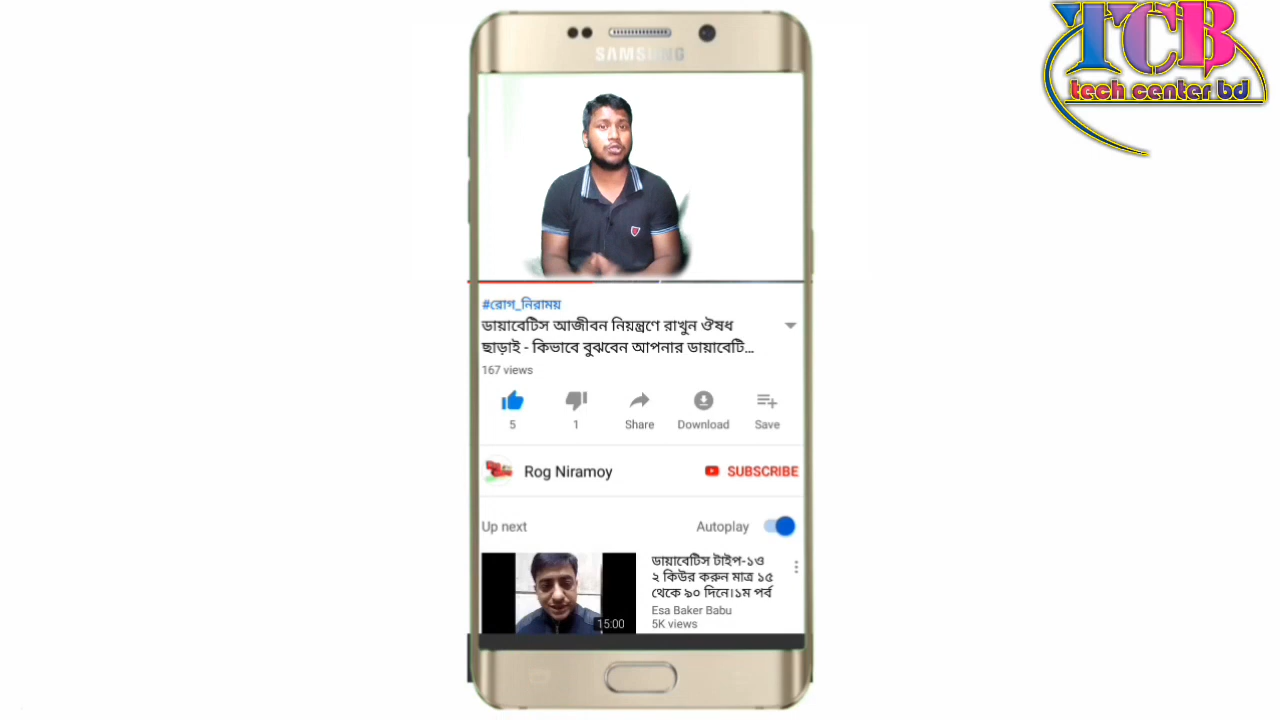 TCB
tech center bd
SAMSUNG
#রোগ_নিরাময়
ডায়াবেটিস আজীবন নিয়ন্ত্রণে রাখুন ঔষধ
ছাড়াই - কিভাবে বুঝবেন আপনার ডায়াবেটি...
167 views
5
1
Share
Download
Save
Rog Niramoy
SUBSCRIBE
Up next
Autoplay
ডায়াবেটিস টাইপ-১ও
২ কিউর করুন মাত্র ১৫
থেকে ৯০ দিনে।১ম পর্ব
Esa Baker Babu
5K views
15:00